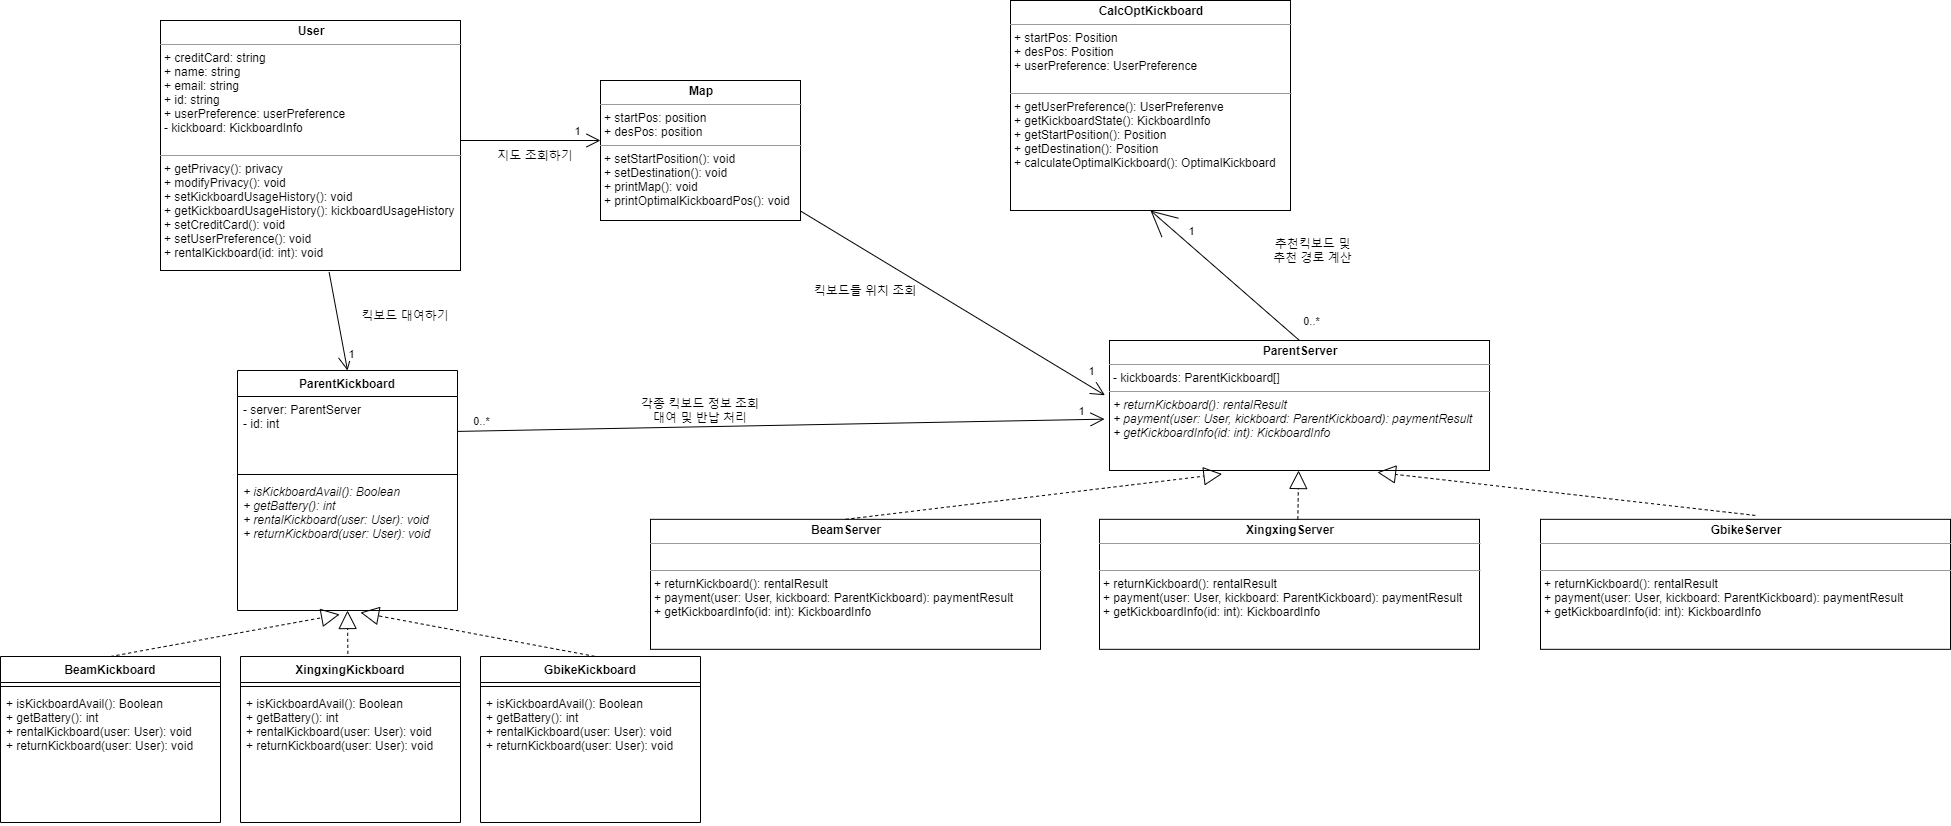 User
+ creditCard: string
+ name: string
+ email: string
+ id: string
+ userPreference: userPreference
- kickboard: KickboardInfo
+ getPrivacy(): privacy
+ modifyPrivacy(): void
+ setKickboardUsageHistory(): void
+ getKickboardUsageHistory(): kickboardUsageHistory
+ setCreditCard(): void
+ setUserPreference(): void
+ rentalKickboard(id: int): void
1
지도 조회하기
Map
+ startPos: position
+ desPos: position
+ setStartPosition(): void
+ setDestination(): void
+ printMap(): void
+ printOptimalKickboardPos(): void
CalcOptKickboard
+ startPos: Position
+ desPos: Position
+ userPreference: UserPreference
+ getUserPreference(): UserPreferenve
+ getKickboardState(): KickboardInfo
+ getStartPosition(): Position
+ getDestination(): Position
+ calculateOptimalKickboard(): OptimalKickboard
1
추천킥보드 및
추천 경로 계산
0..*
킥보드들 위치 조회
1
킥보드 대여하기
1
ParentKickboard
- server: ParentServer
- id: int
+ isKickboardAvail(): Boolean
+ getBattery(): int
+ rentalKickboard(user: User): void
+ returnKickboard(user: User): void
0..*
각종 킥보드 정보 조회
대여 및 반납 처리
1
ParentServer
- kickboards: ParentKickboard[]
+ returnKickboard(): rentalResult
+ payment(user: User, kickboard: ParentKickboard): paymentResult
+ getKickboardInfo(id: int): KickboardInfo
BeamServer
+ returnKickboard(): rentalResult
+ payment(user: User, kickboard: ParentKickboard): paymentResult
+ getKickboardInfo(id: int): KickboardInfo
XingxingServer
+ returnKickboard(): rentalResult
+ payment(user: User, kickboard: ParentKickboard): paymentResult
+ getKickboardInfo(id: int): KickboardInfo
GbikeServer
+ returnKickboard(): rentalResult
+ payment(user: User, kickboard: ParentKickboard): paymentResult
+ getKickboardInfo(id: int): KickboardInfo
BeamKickboard
+ isKickboardAvail(): Boolean
+ getBattery(): int
+ rentalKickboard(user: User): void
+ returnKickboard(user: User): void
XingxingKickboard
+ isKickboardAvail(): Boolean
+ getBattery(): int
+ rentalKickboard(user: User): void
+ returnKickboard(user: User): void
GbikeKickboard
+ isKickboardAvail(): Boolean
+ getBattery(): int
+ rentalKickboard(user: User): void
+ returnKickboard(user: User): void